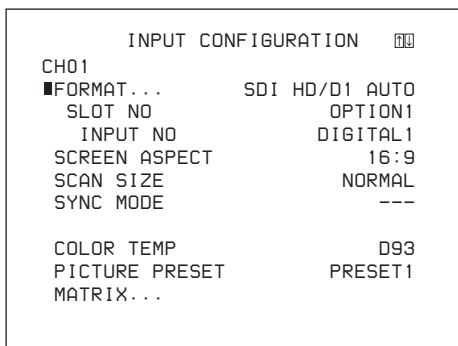 INPUT CONFIGURATION ↑↓
CH01
FORMAT... SDI HD/D1 AUTO
SLOT NO OPTION1
INPUT NO DIGITAL1
SCREEN ASPECT 16:9
SCAN SIZE NORMAL
SYNC MODE ---
COLOR TEMP D93
PICTURE PRESET PRESET1
MATRIX...